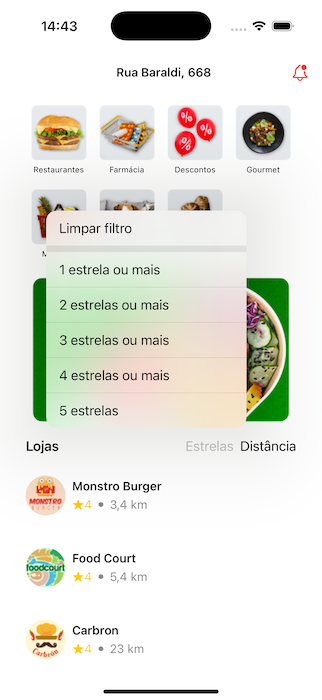 14:43
Rua Baraldi, 668
Restaurantes
Farmácia
Descontos
Gourmet
M
Limpar filtro
1 estrela ou mais
2 estrelas ou mais
3 estrelas ou mais
4 estrelas ou mais
5 estrelas
Lojas
Estrelas
Distância
MONSTRO
BURGER
Monstro Burger
4 • 3,4 km
foodcourt
Food Court
4 • 5,4 km
Carbron
Carbron
4 • 23 km